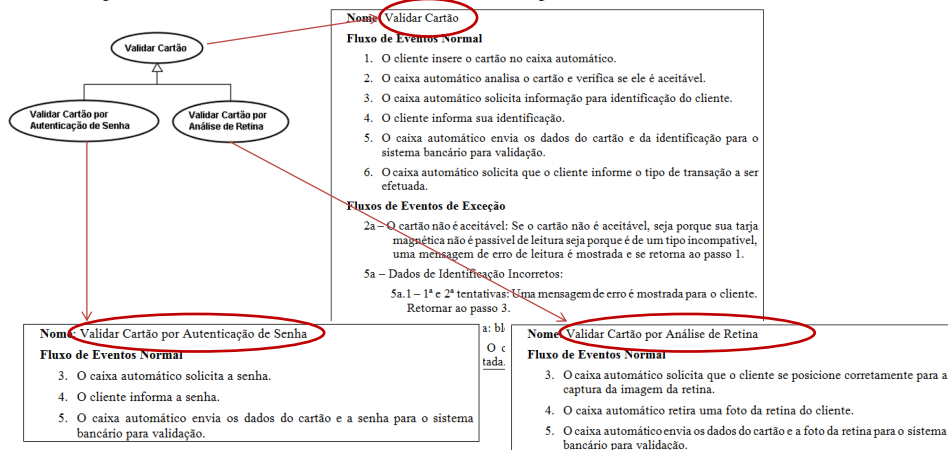 Validar Cartão
Validar Cartão por
Autenticação de Senha
Validar Cartão por
Análise de Retina
Nome: Validar Cartão
Fluxo de Eventos Normal
1. O cliente insere o cartão no caixa automático.
2. O caixa automático analisa o cartão e verifica se ele é aceitável.
3. O caixa automático solicita informação para identificação do cliente.
4. O cliente informa sua identificação.
5. O caixa automático envia os dados do cartão e da identificação para o
sistema bancário para validação.
6. O caixa automático solicita que o cliente informe o tipo de transação a ser
efetuada.
Fluxos de Eventos de Exceção
2a – O cartão não é aceitável: Se o cartão não é aceitável, seja porque sua tarja
magnética não é passível de leitura seja porque é de um tipo incompatível,
uma mensagem de erro de leitura é mostrada e se retorna ao passo 1.
5a – Dados de Identificação Incorretos:
5a.1 – 1ª e 2ª tentativas: Uma mensagem de erro é mostrada para o cliente.
Retornar ao passo 3.
Nome: Validar Cartão por Autenticação de Senha
Fluxo de Eventos Normal
3. O caixa automático solicita a senha.
4. O cliente informa a senha.
5. O caixa automático envia os dados do cartão e a senha para o sistema
bancário para validação.
a: bl
O c
tada.
Nome: Validar Cartão por Análise de Retina
Fluxo de Eventos Normal
3. O caixa automático solicita que o cliente se posicione corretamente para a
captura da imagem da retina.
4. O caixa automático retira uma foto da retina do cliente.
5. O caixa automático envia os dados do cartão e a foto da retina para o sistema
bancário para validação.